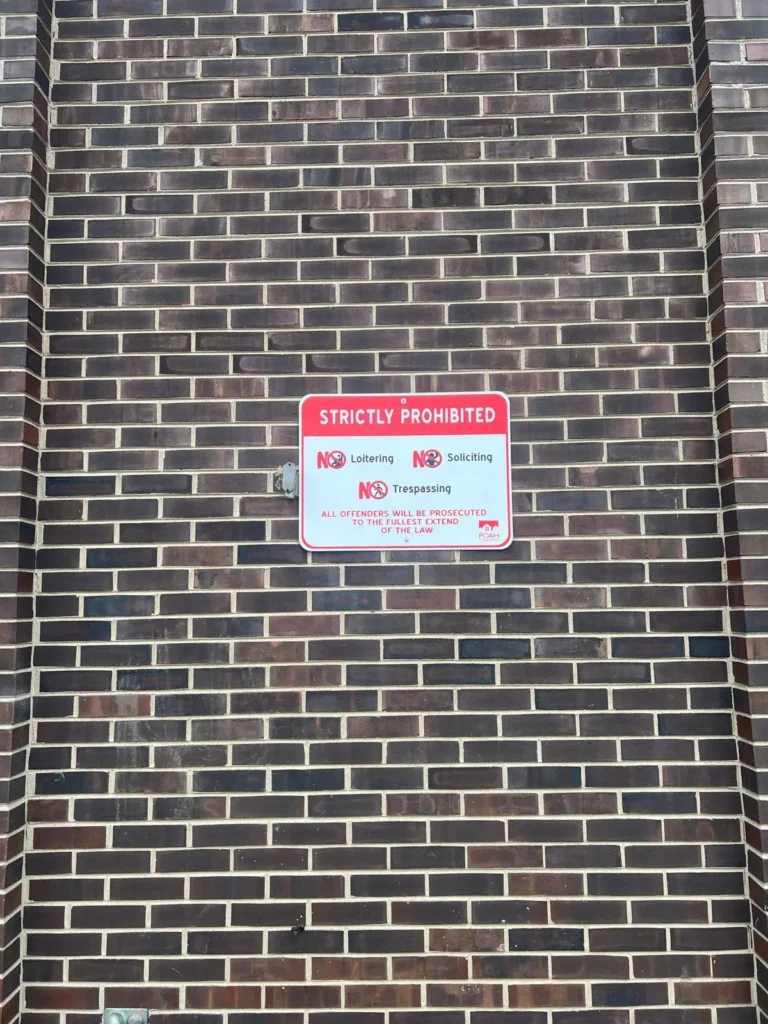 STRICTLY PROHIBITED
NO Loitering NO Soliciting
NO Trespassing
ALL OFFENDERS WILL BE PROSECUTED
TO THE FULLEST EXTEND
OF THE LAW
POAH